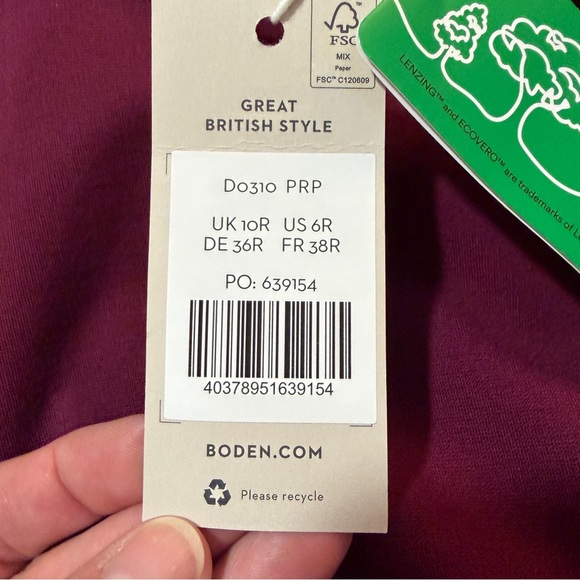 FSC
MIX
Paper
FSC™ C120609
GREAT
BRITISH STYLE
D0310 PRP
UK 10R US 6R
DE 36R FR 38R
PO: 639154
40378951639154
BODEN.COM
Please recycle
LENZING™ and ECOVERO™ are trademarks of